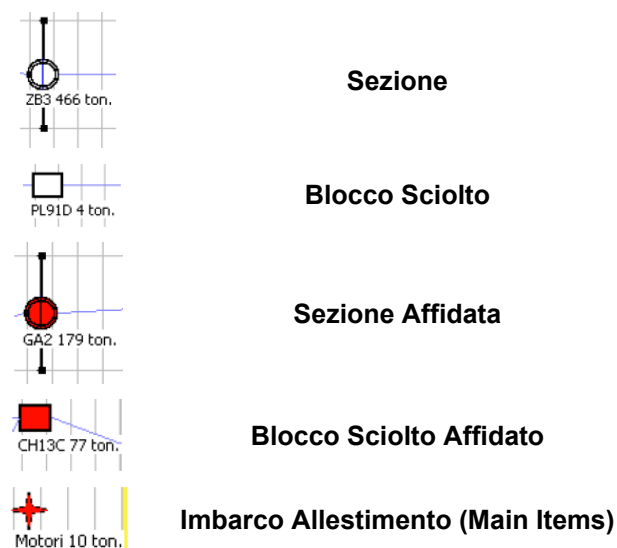 ZB3 466 ton.
Sezione
PL91D 4 ton.
Blocco Sciolto
GA2 179 ton.
Sezione Affidata
CH13C 77 ton.
Blocco Sciolto Affidato
Motori 10 ton.
Imbarco Allestimento (Main Items)